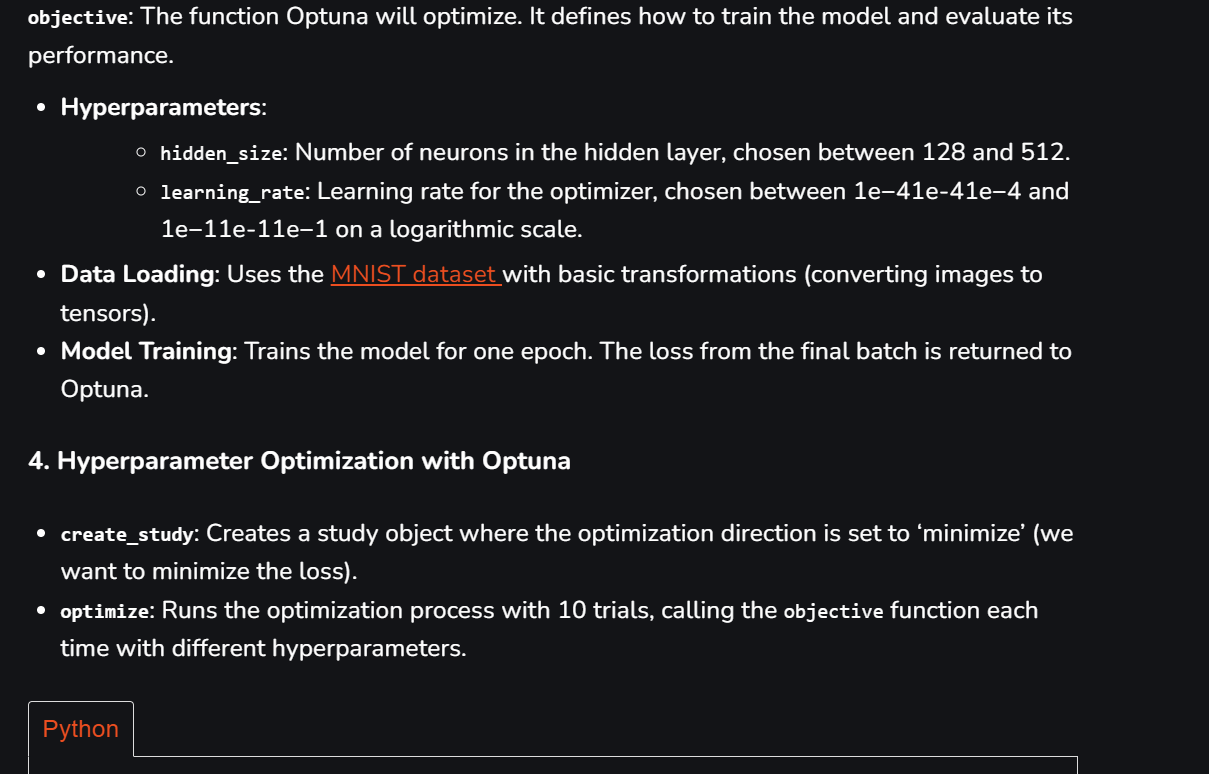 objective: The function Optuna will optimize. It defines how to train the model and evaluate its
performance.
• Hyperparameters:
○ hidden_size: Number of neurons in the hidden layer, chosen between 128 and 512.
○ learning_rate: Learning rate for the optimizer, chosen between 1e−41e-41e−4 and
1e−11e-11e−1 on a logarithmic scale.
• Data Loading: Uses the MNIST dataset with basic transformations (converting images to
tensors).
• Model Training: Trains the model for one epoch. The loss from the final batch is returned to
Optuna.
4. Hyperparameter Optimization with Optuna
• create_study: Creates a study object where the optimization direction is set to ‘minimize’ (we
want to minimize the loss).
• optimize: Runs the optimization process with 10 trials, calling the objective function each
time with different hyperparameters.
Python